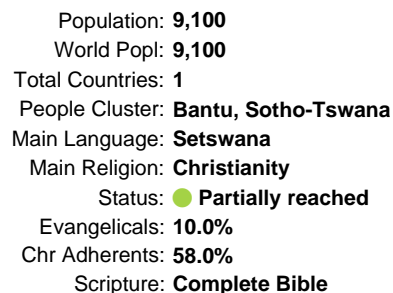 Population: 9,100
World Popl: 9,100
Total Countries: 1
People Cluster: Bantu, Sotho-Tswana
Main Language: Setswana
Main Religion: Christianity
Status: Partially reached
Evangelicals: 10.0%
Chr Adherents: 58.0%
Scripture: Complete Bible